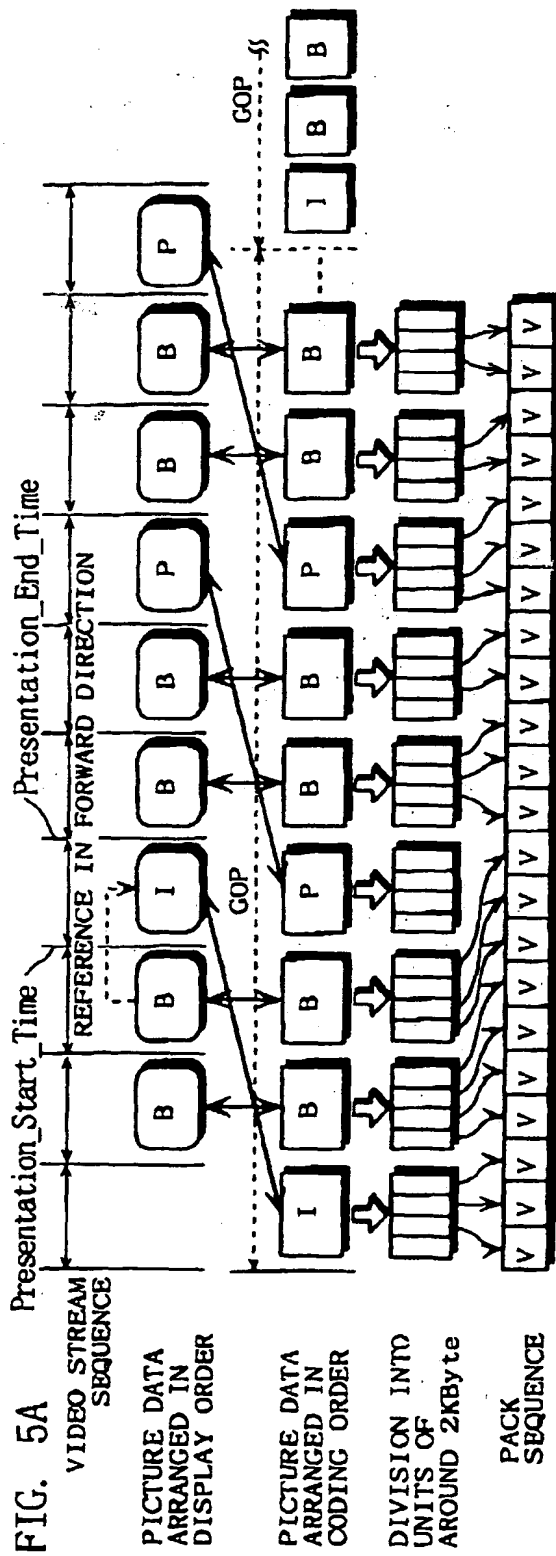 FIG. 5A
Presentation_Start_Time
Presentation_End_Time
VIDEO STREAM
SEQUENCE
REFERENCE IN FORWARD DIRECTION
PICTURE DATA
ARRANGED IN
DISPLAY ORDER
B B I B B P B B P
GOP GOP
PICTURE DATA
ARRANGED IN
CODING ORDER
I B B P B B P B B I B B
DIVISION INTO
UNITS OF
AROUND 2KByte
PACK
SEQUENCE
V V V V V V V V V V V V V V V V V V V V V V